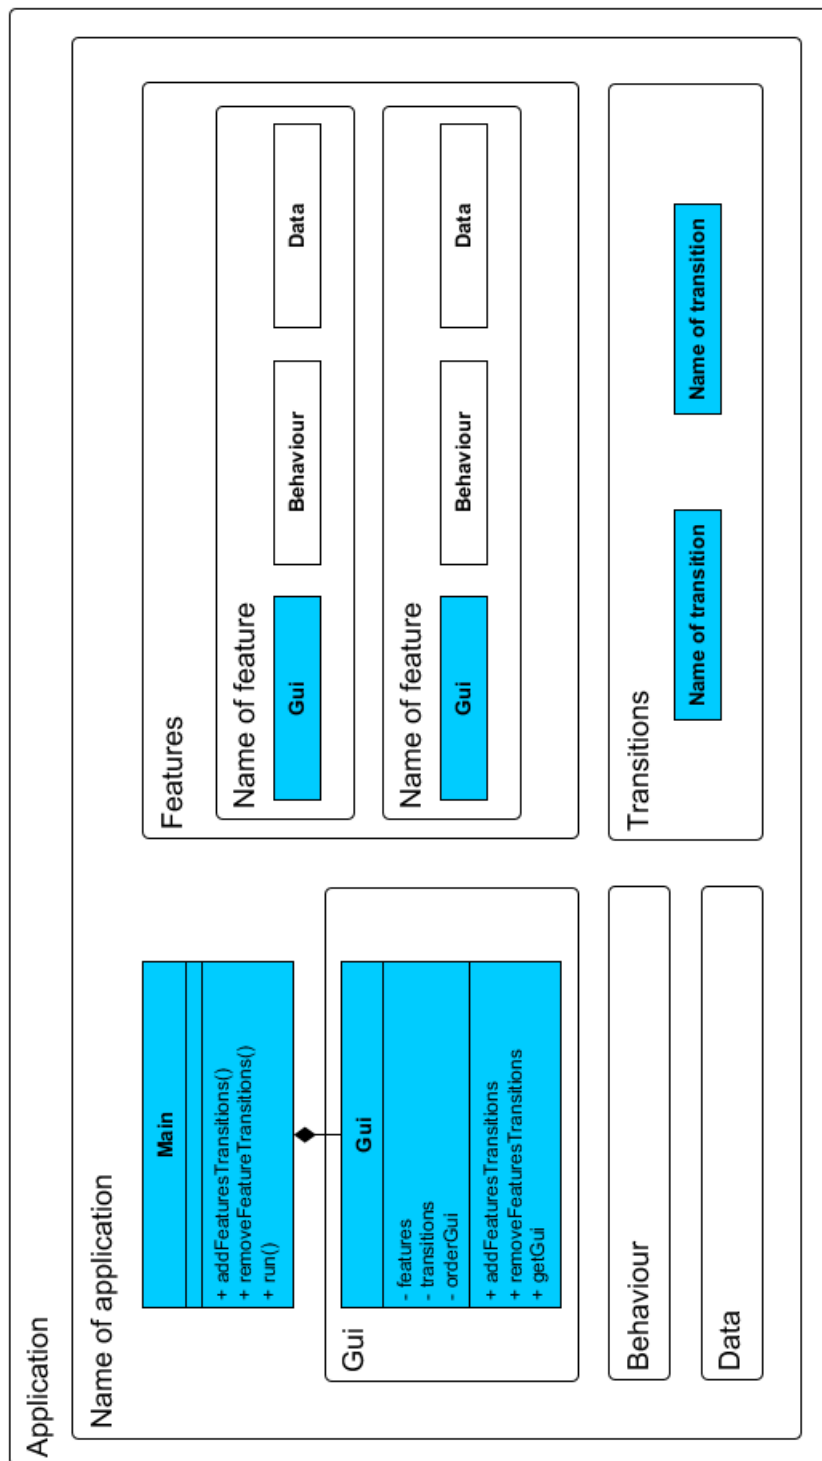 Application
Name of application
Main
+ addFeaturesTransitions()
+ removeFeatureTransitions()
+ run()
Gui
Gui
- features
- transitions
- orderGui
+ addFeaturesTransitions
+ removeFeaturesTransitions
+ getGui
Behaviour
Data
Features
Name of feature
Gui
Behaviour
Data
Name of feature
Gui
Behaviour
Data
Transitions
Name of transition
Name of transition